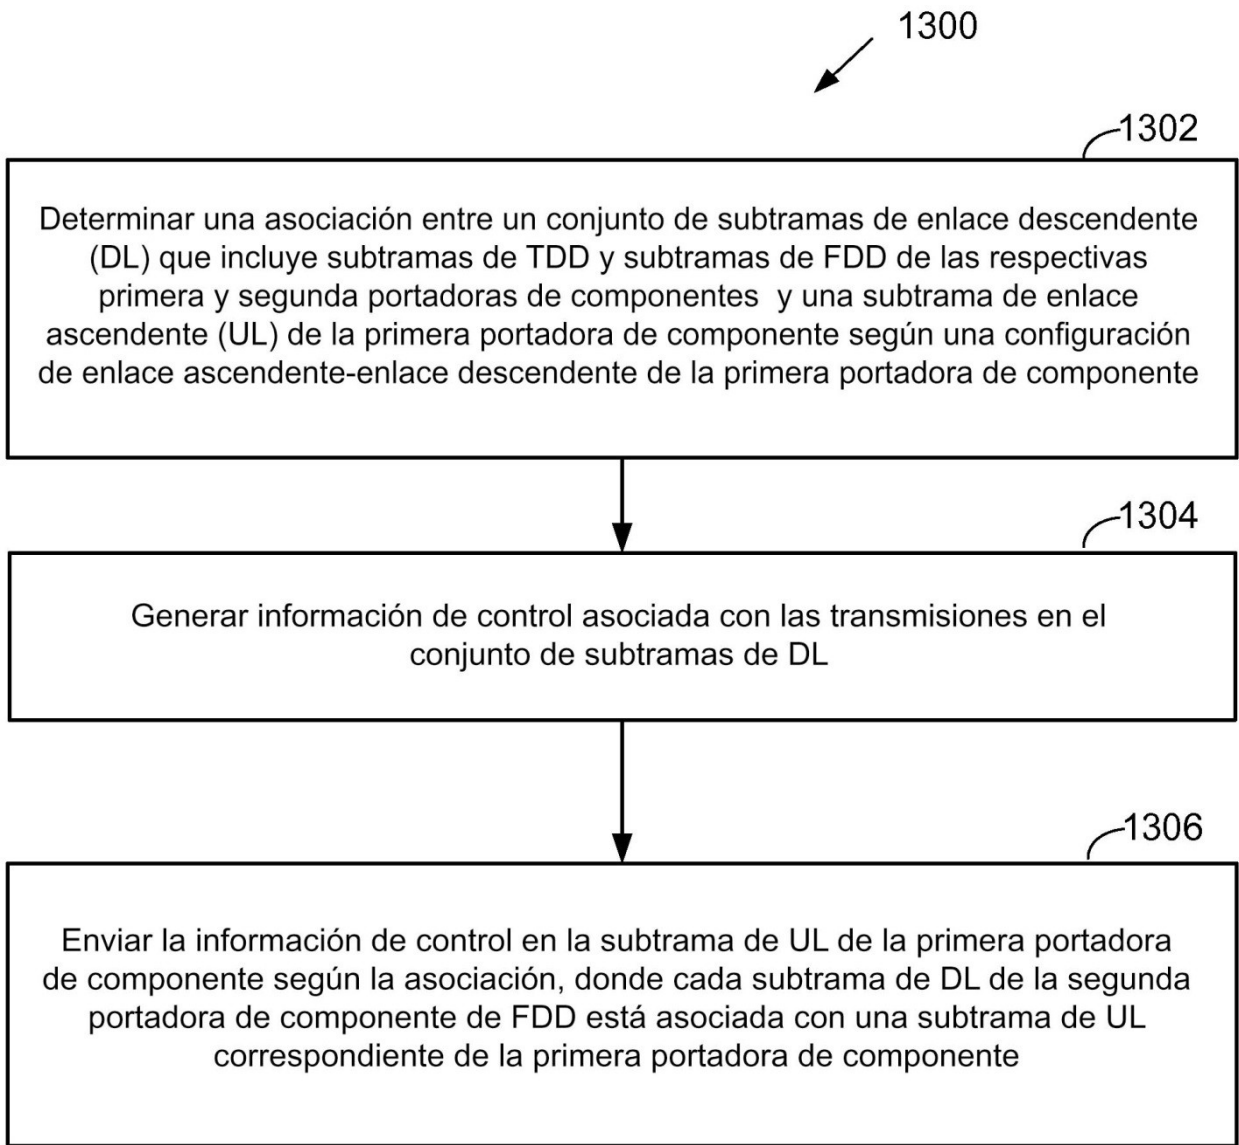 1300
1302
Determinar una asociación entre un conjunto de subtramas de enlace descendente
(DL) que incluye subtramas de TDD y subtramas de FDD de las respectivas
primera y segunda portadoras de componentes y una subtrama de enlace
ascendente (UL) de la primera portadora de componente según una configuración
de enlace ascendente-enlace descendente de la primera portadora de componente
1304
Generar información de control asociada con las transmisiones en el
conjunto de subtramas de DL
1306
Enviar la información de control en la subtrama de UL de la primera portadora
de componente según la asociación, donde cada subtrama de DL de la segunda
portadora de componente de FDD está asociada con una subtrama de UL
correspondiente de la primera portadora de componente